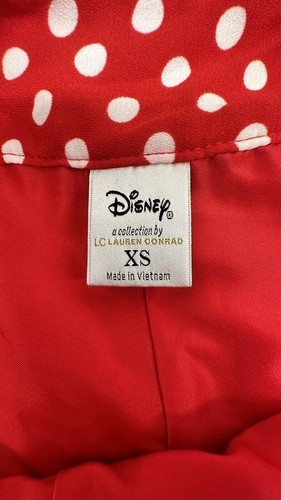 Disney®
a collection by
LC LAUREN CONRAD
XS
Made in Vietnam